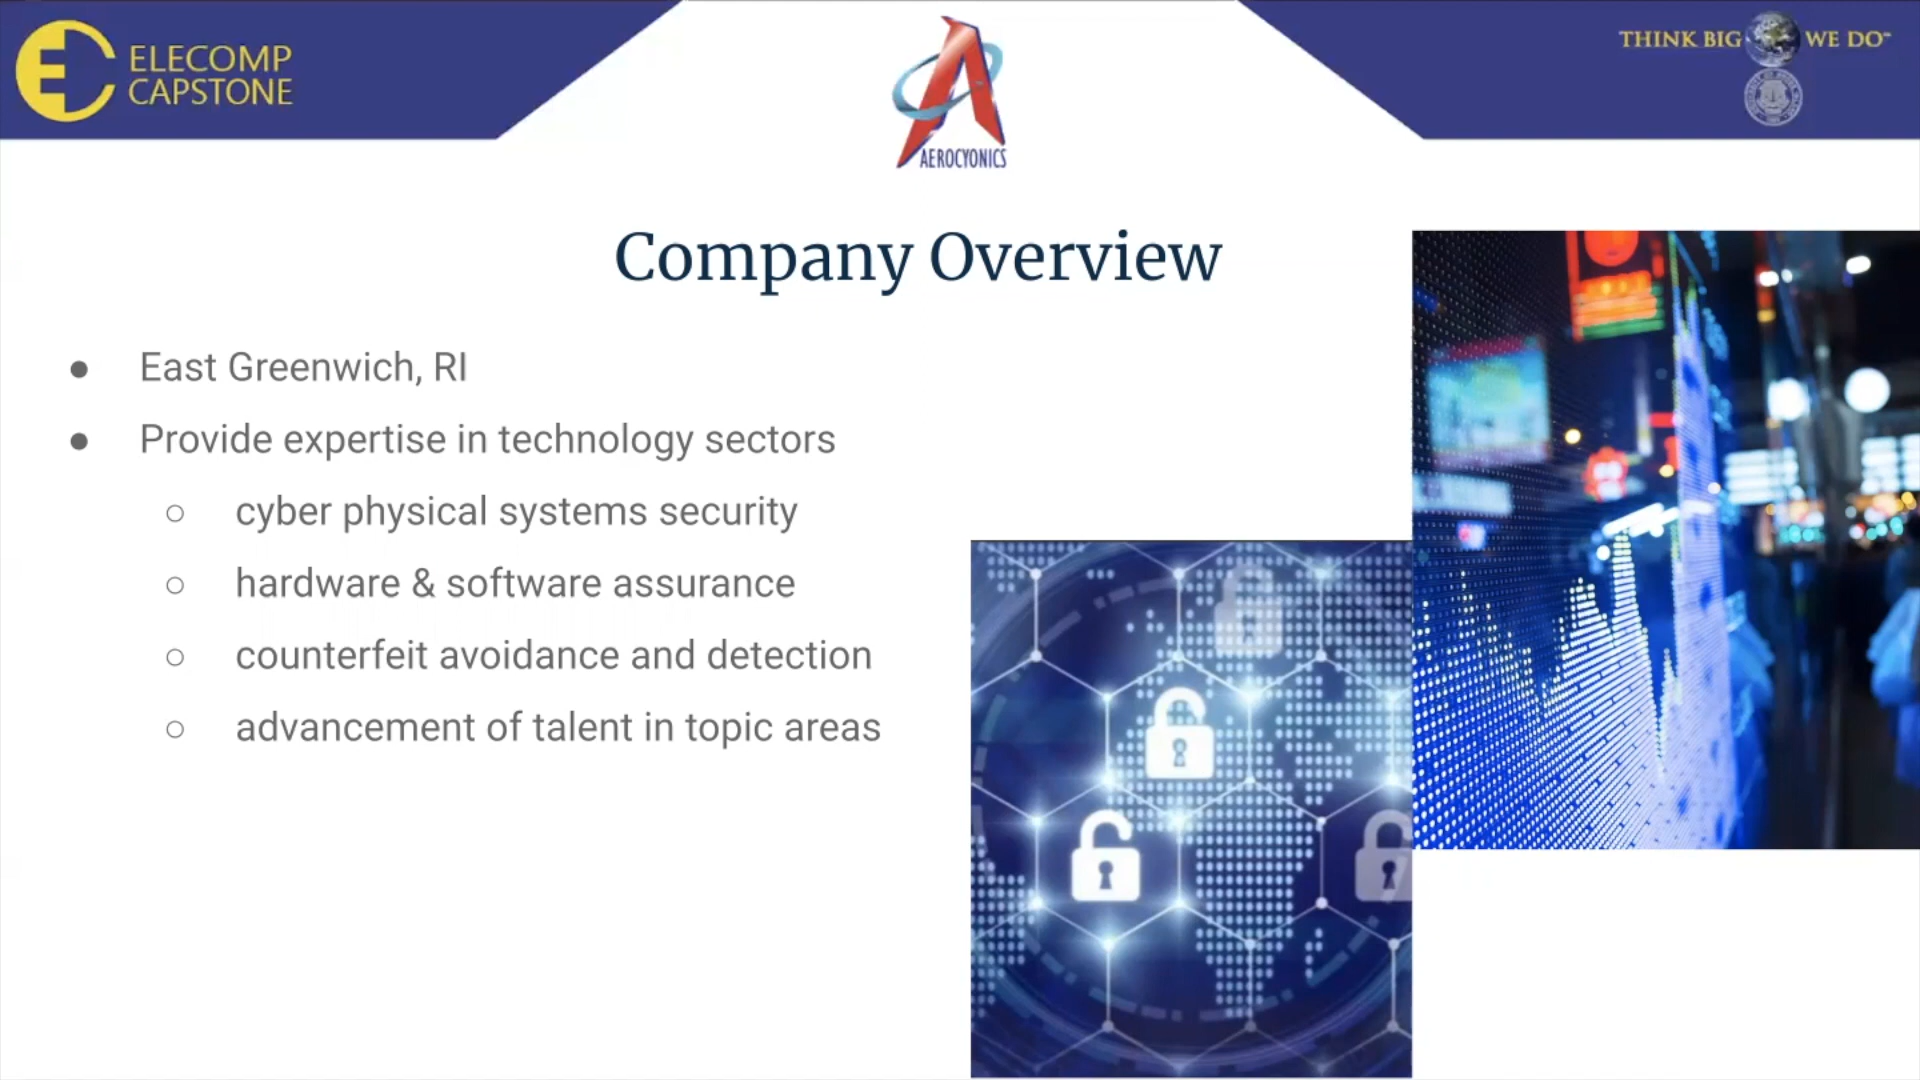 ELECOMP
CAPSTONE
AEROCYONICS
THINK BIG WE DO℠
Company Overview
● East Greenwich, RI
● Provide expertise in technology sectors
○ cyber physical systems security
○ hardware & software assurance
○ counterfeit avoidance and detection
○ advancement of talent in topic areas